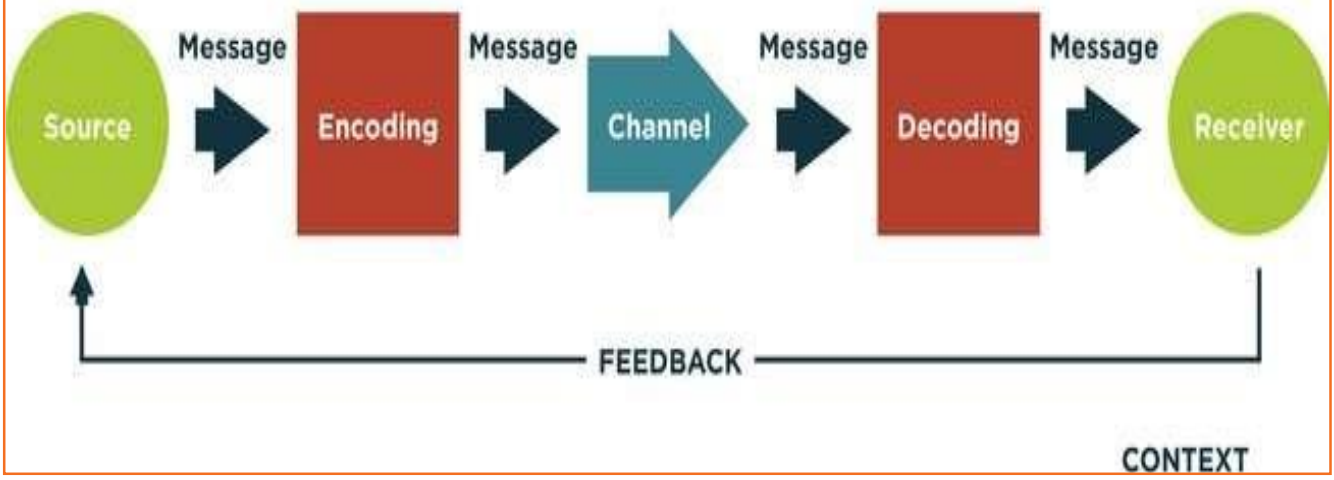 Message Message Message Message
Source Encoding Channel Decoding Receiver
FEEDBACK
CONTEXT